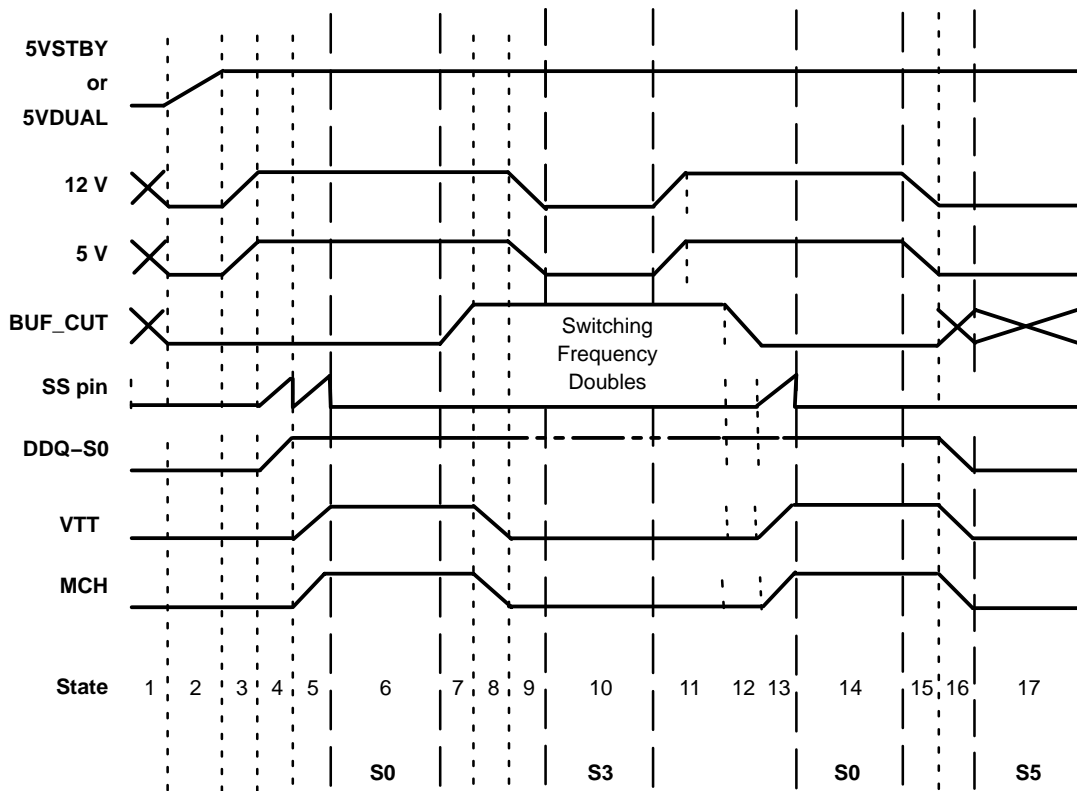 5VSTBY
or
5VDUAL
12 V
5 V
BUF_CUT
Switching
Frequency
Doubles
SS pin
DDQ–S0
VTT
MCH
State 1 2 3 4 5 6 7 8 9 10 11 12 13 14 15 16 17
S0 S3 S0 S5